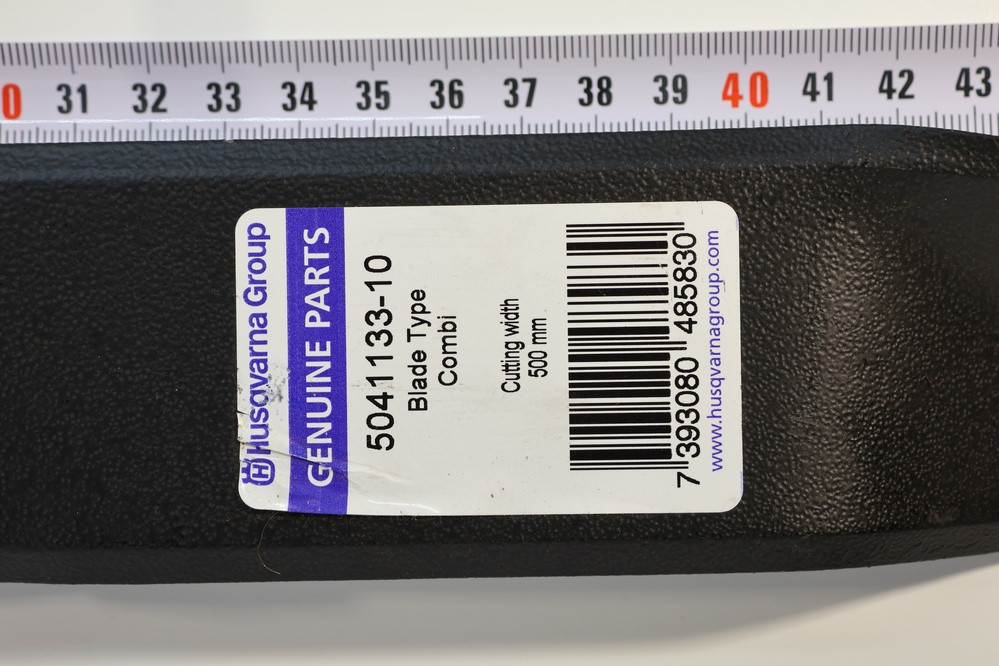 0 31 32 33 34 35 36 37 38 39 40 41 42 43
Husqvarna Group
GENUINE PARTS
5041133-10
Blade Type
Combi
Cutting width
500 mm
7 393080 485830
www.husqvarnagroup.com